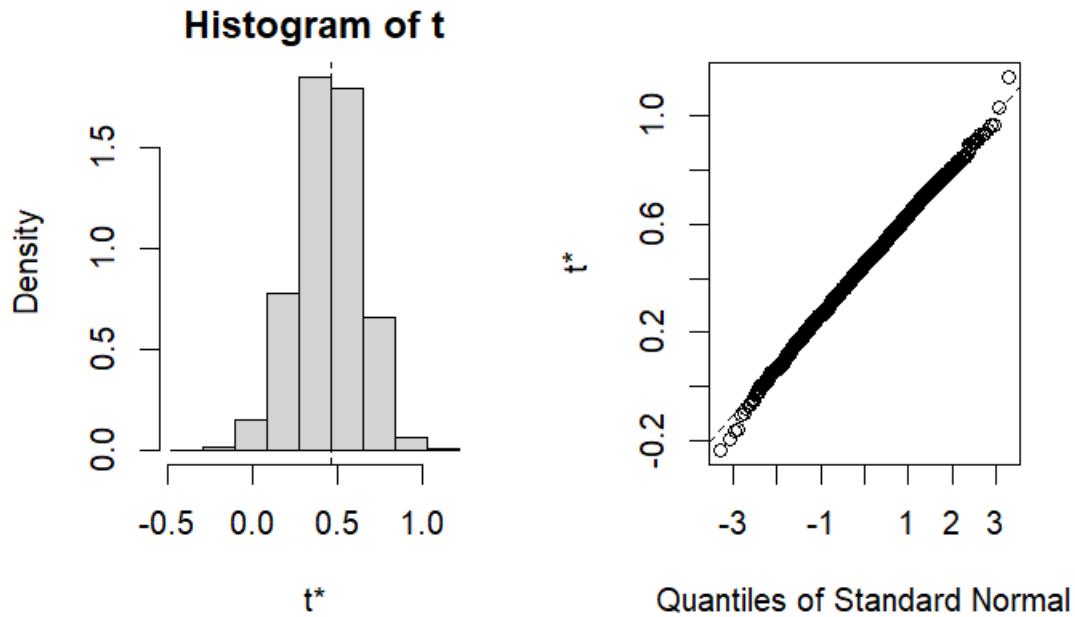 Histogram of t
Density
0.0 0.5 1.0 1.5
-0.5 0.0 0.5 1.0
t*
t*
-0.2 0.2 0.6 1.0
-3 -1 1 2 3
Quantiles of Standard Normal